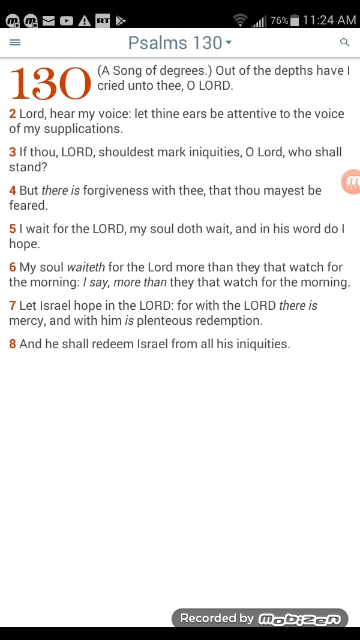 RT 76% 11:24 AM
Psalms 130
130 (A Song of degrees.) Out of the depths have I
cried unto thee, O LORD.
2 Lord, hear my voice: let thine ears be attentive to the voice
of my supplications.
3 If thou, LORD, shouldest mark iniquities, O Lord, who shall
stand?
4 But there is forgiveness with thee, that thou mayest be
feared.
5 I wait for the LORD, my soul doth wait, and in his word do I
hope.
6 My soul waiteth for the Lord more than they that watch for
the morning: I say, more than they that watch for the morning.
7 Let Israel hope in the LORD: for with the LORD there is
mercy, and with him is plenteous redemption.
8 And he shall redeem Israel from all his iniquities.
Recorded by mobizen